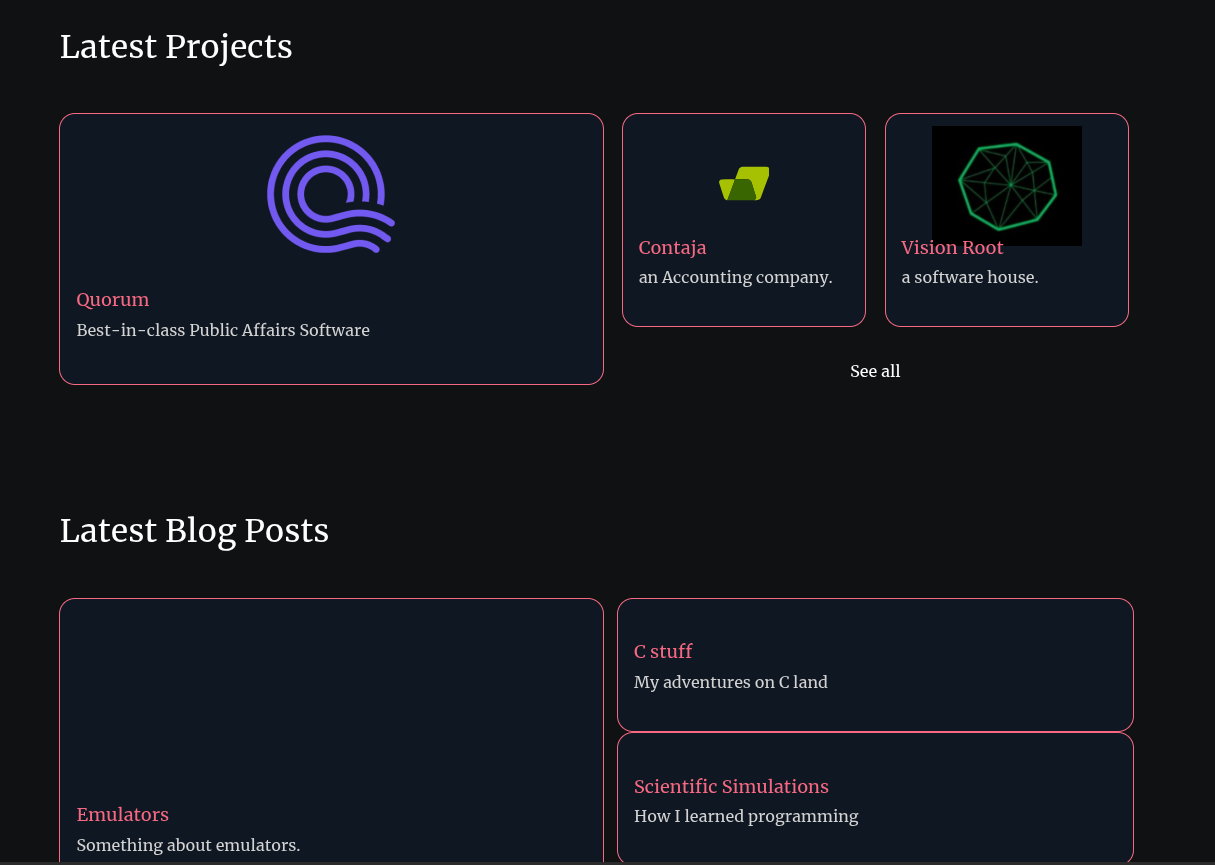 Latest Projects
Quorum
Best-in-class Public Affairs Software
Contaja
an Accounting company.
Vision Root
a software house.
See all
Latest Blog Posts
Emulators
Something about emulators.
C stuff
My adventures on C land
Scientific Simulations
How I learned programming